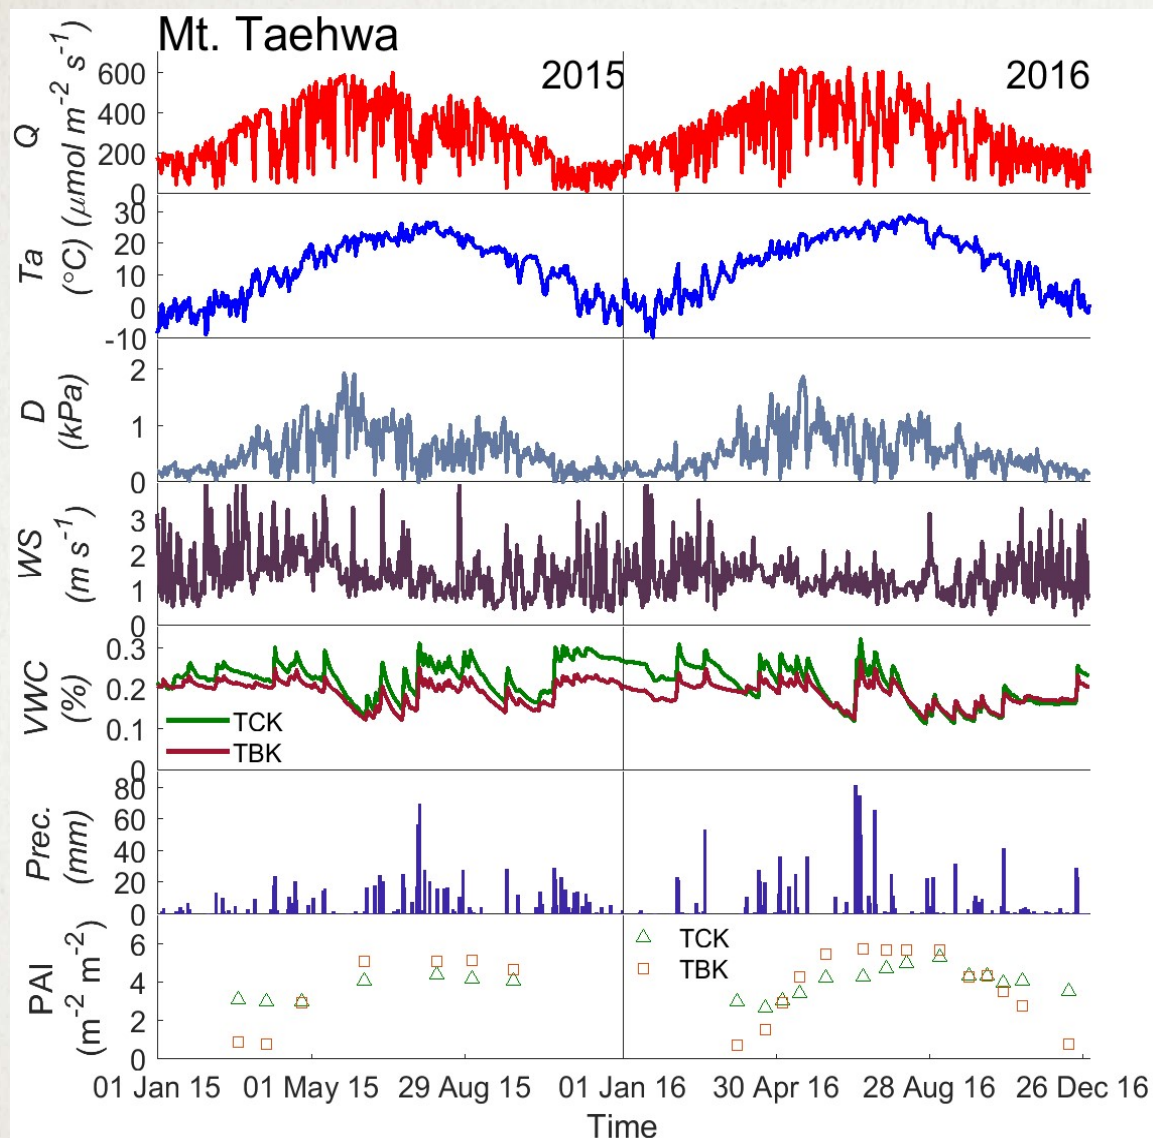 Mt. Taehwa
2015
2016
Q
(μmol m⁻² s⁻¹)
600
400
200
0
Ta
(°C)
30
20
10
0
-10
D
(kPa)
2
1
0
WS
(m s⁻¹)
3
2
1
0
VWC
(%)
0.3
0.2
0.1
0
TCK
TBK
Prec.
(mm)
80
60
40
20
0
PAI
(m⁻² m⁻²)
6
4
2
0
TCK
TBK
01 Jan 15 01 May 15 29 Aug 15 01 Jan 16 30 Apr 16 28 Aug 16 26 Dec 16
Time